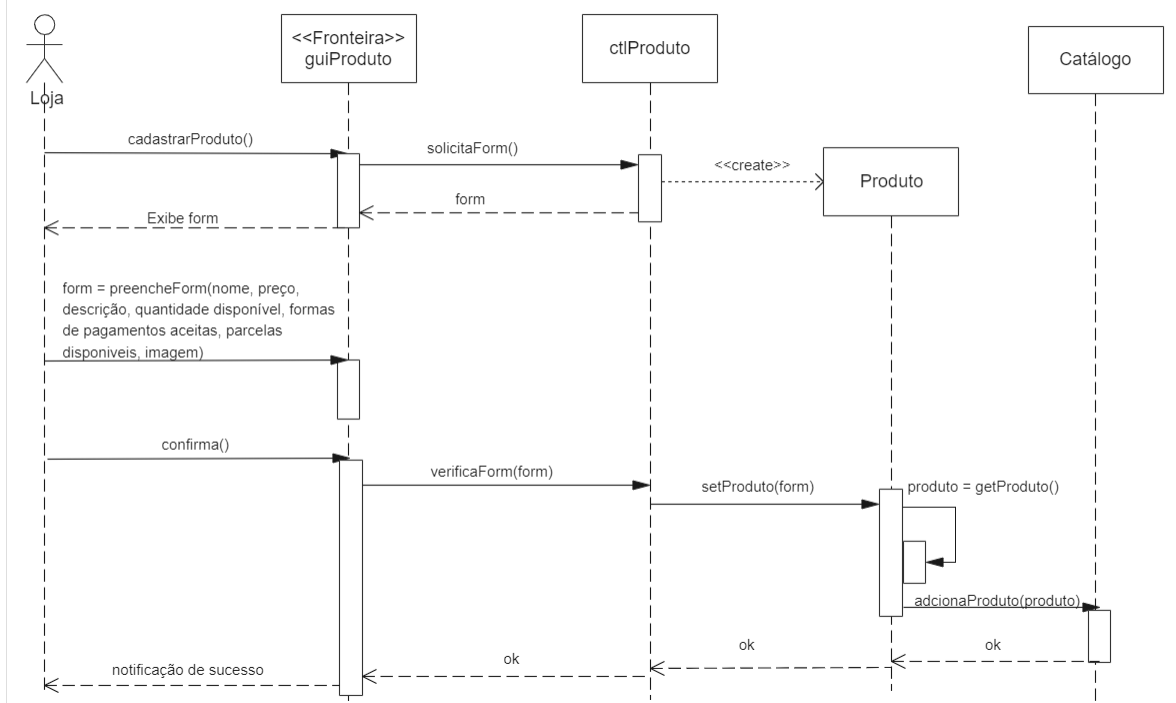 <<Fronteira>>
guiProduto
ctlProduto
Catálogo
Loja
cadastrarProduto()
solicitaForm()
<<create>>
Produto
form
Exibe form
form = preencheForm(nome, preço,
descrição, quantidade disponível, formas
de pagamentos aceitas, parcelas
disponiveis, imagem)
confirma()
verificaForm(form)
setProduto(form)
produto = getProduto()
adcionaProduto(produto)
ok
ok
ok
notificação de sucesso